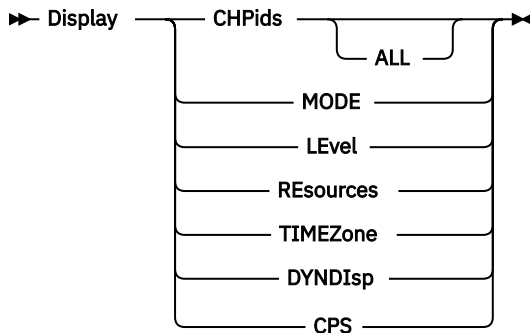 Display CHPids
ALL
MODE
LEvel
REsources
TIMEZone
DYNDIsp
CPS